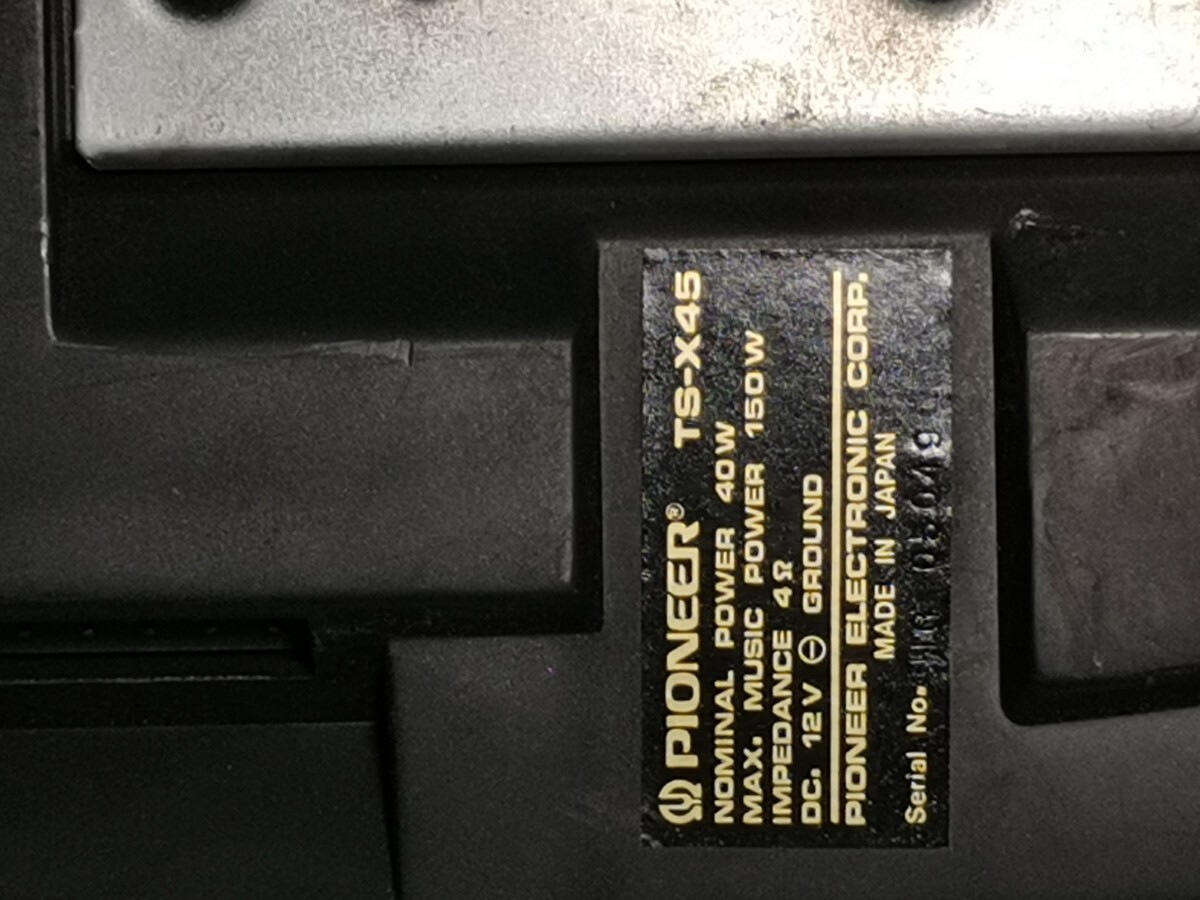 PIONEER® TS-X45
NOMINAL POWER 40W
MAX. MUSIC POWER 150W
IMPEDANCE 4Ω
DC. 12V ⊖ GROUND
PIONEER ELECTRONIC CORP.
MADE IN JAPAN
Serial No.